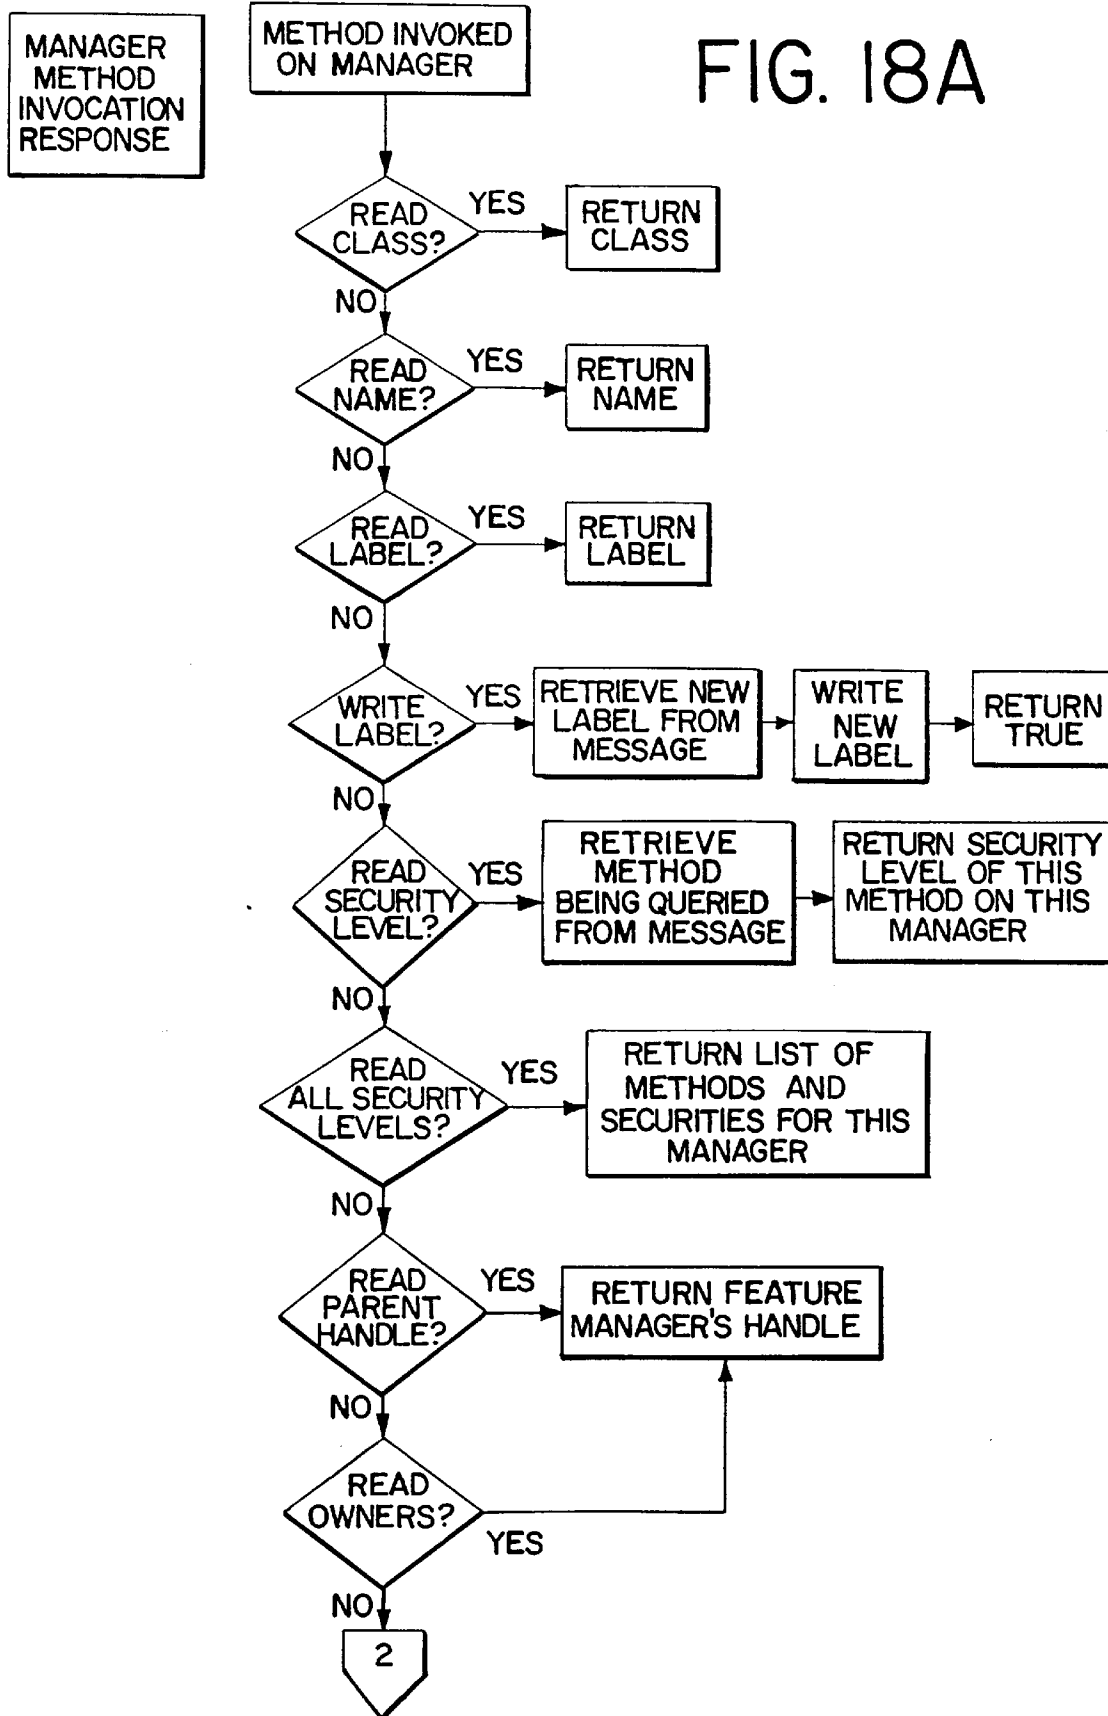 MANAGER
METHOD
INVOCATION
RESPONSE
METHOD INVOKED
ON MANAGER
FIG. 18A
READ
CLASS?
YES
RETURN
CLASS
NO
READ
NAME?
YES
RETURN
NAME
NO
READ
LABEL?
YES
RETURN
LABEL
NO
WRITE
LABEL?
YES
RETRIEVE NEW
LABEL FROM
MESSAGE
WRITE
NEW
LABEL
RETURN
TRUE
NO
READ
SECURITY
LEVEL?
YES
RETRIEVE
METHOD
BEING QUERIED
FROM MESSAGE
RETURN SECURITY
LEVEL OF THIS
METHOD ON THIS
MANAGER
NO
READ
ALL SECURITY
LEVELS?
YES
RETURN LIST OF
METHODS AND
SECURITIES FOR THIS
MANAGER
NO
READ
PARENT
HANDLE?
YES
RETURN FEATURE
MANAGER'S HANDLE
NO
READ
OWNERS?
YES
NO
2